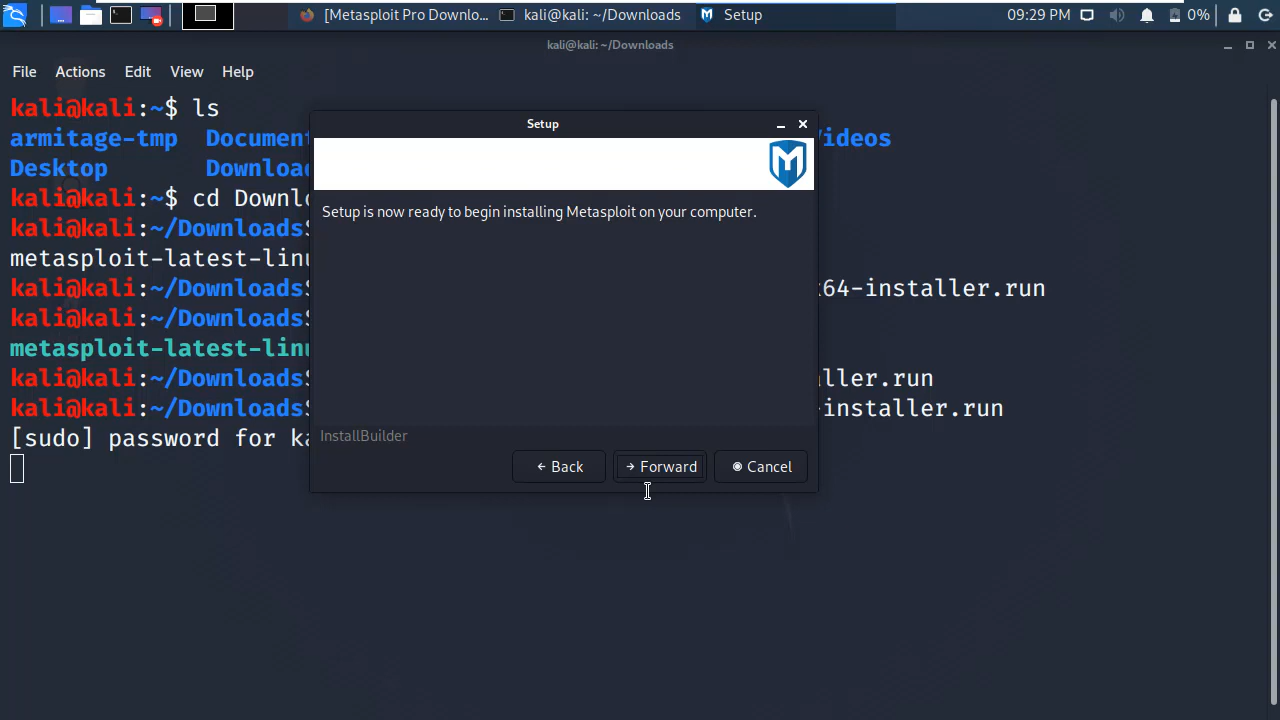 [Metasploit Pro Downlo...
kali@kali: ~/Downloads
Setup
09:29 PM
0%
kali@kali: ~/Downloads
File Actions Edit View Help
kali@kali:~$ ls
armitage-tmp Document
Desktop Downloa
ideos
kali@kali:~$ cd Downlo
kali@kali:~/Downloads$
metasploit-latest-linu
kali@kali:~/Downloads$
64-installer.run
kali@kali:~/Downloads$
metasploit-latest-linu
kali@kali:~/Downloads$
ller.run
kali@kali:~/Downloads$
-installer.run
[sudo] password for ka
Setup
Setup is now ready to begin installing Metasploit on your computer.
InstallBuilder
Back
Forward
Cancel